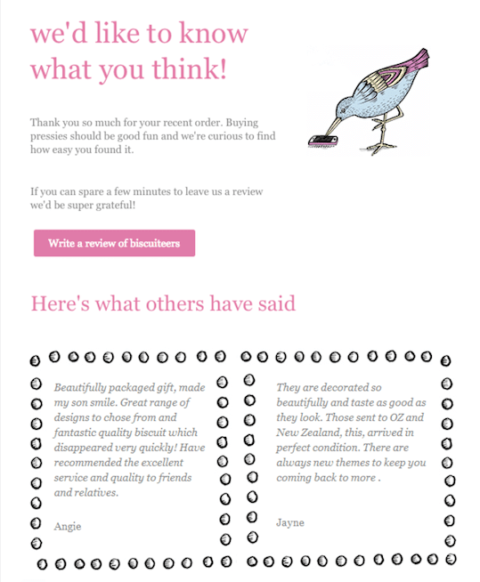 we'd like to know
what you think!
Thank you so much for your recent order. Buying
pressies should be good fun and we're curious to find
how easy you found it.
If you can spare a few minutes to leave us a review
we'd be super grateful!
Write a review of biscuiteers
Here's what others have said
Beautifully packaged gift, made
my son smile. Great range of
designs to chose from and
fantastic quality biscuit which
disappeared very quickly! Have
recommended the excellent
service and quality to friends
and relatives.
Angie
They are decorated so
beautifully and taste as good as
they look. Those sent to OZ and
New Zealand, this, arrived in
perfect condition. There are
always new themes to keep you
coming back to more .
Jayne